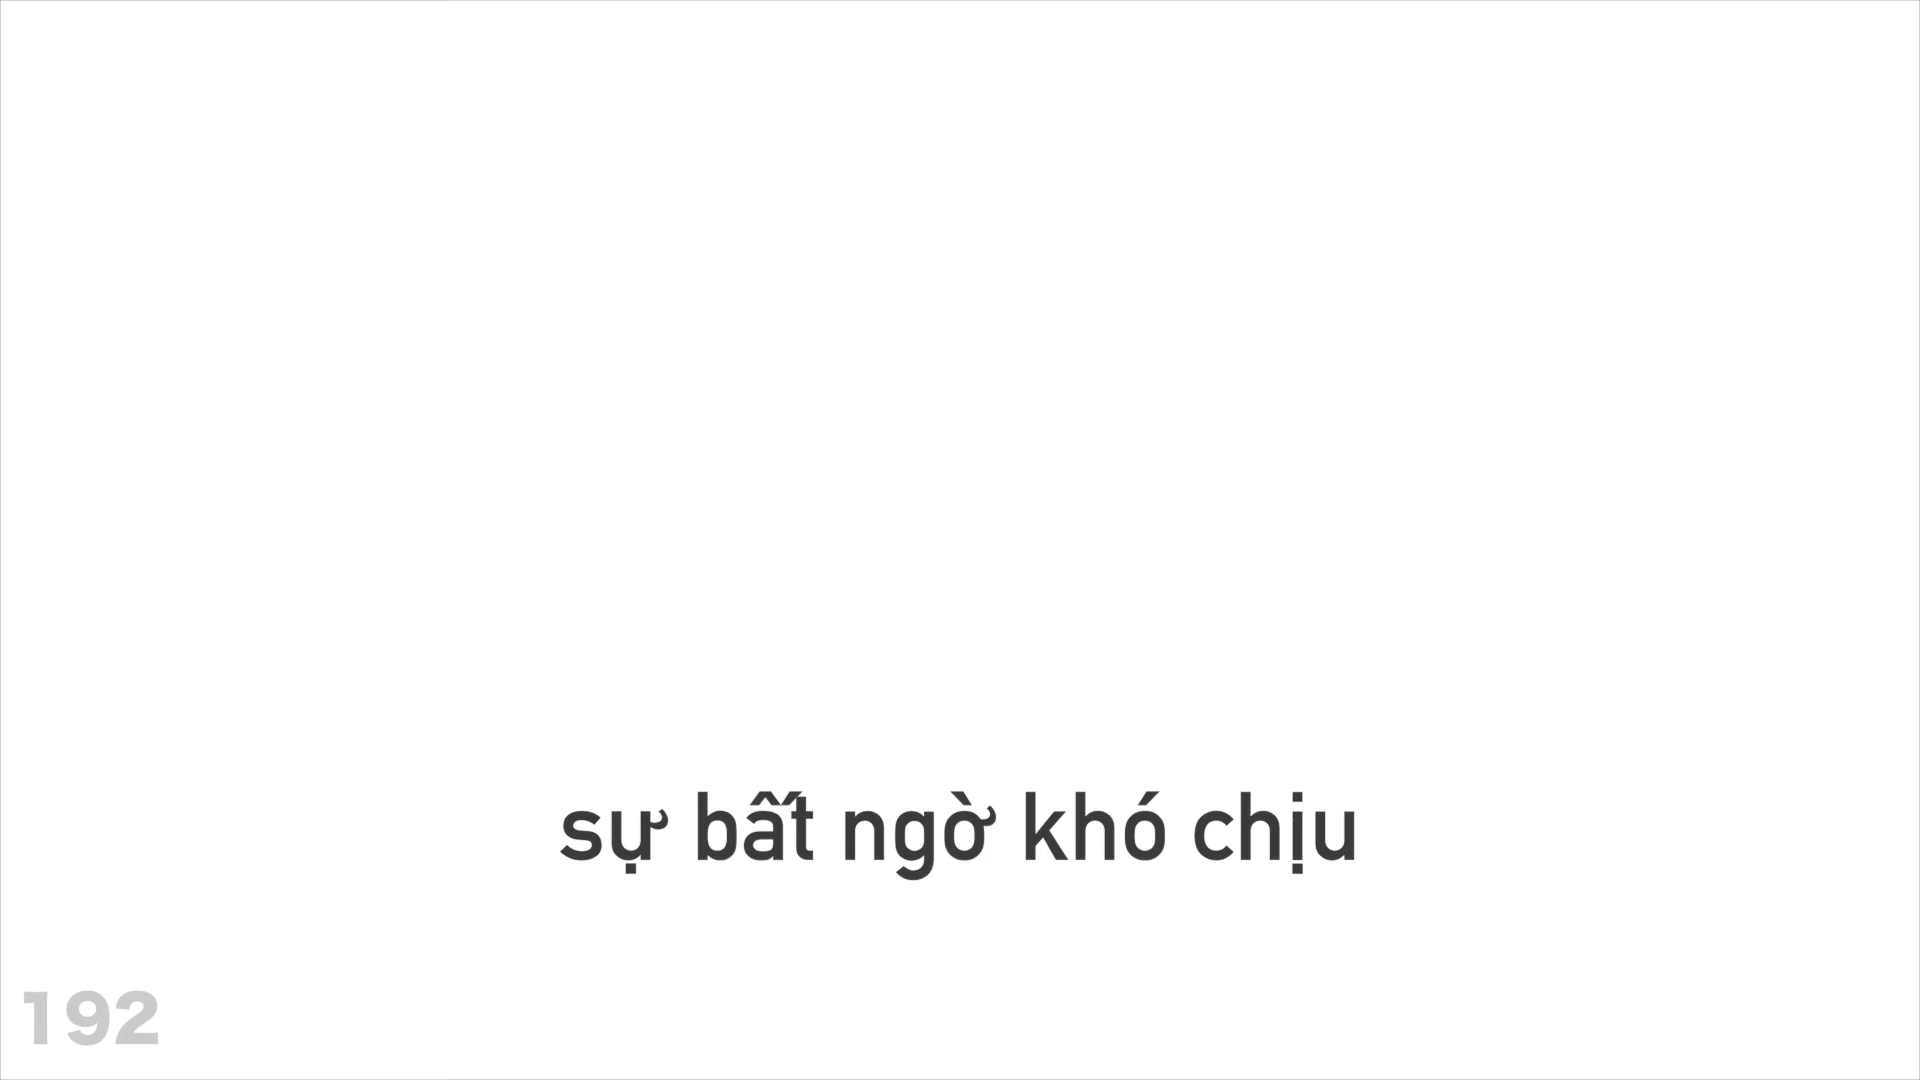 sự bất ngờ khó chịu
192